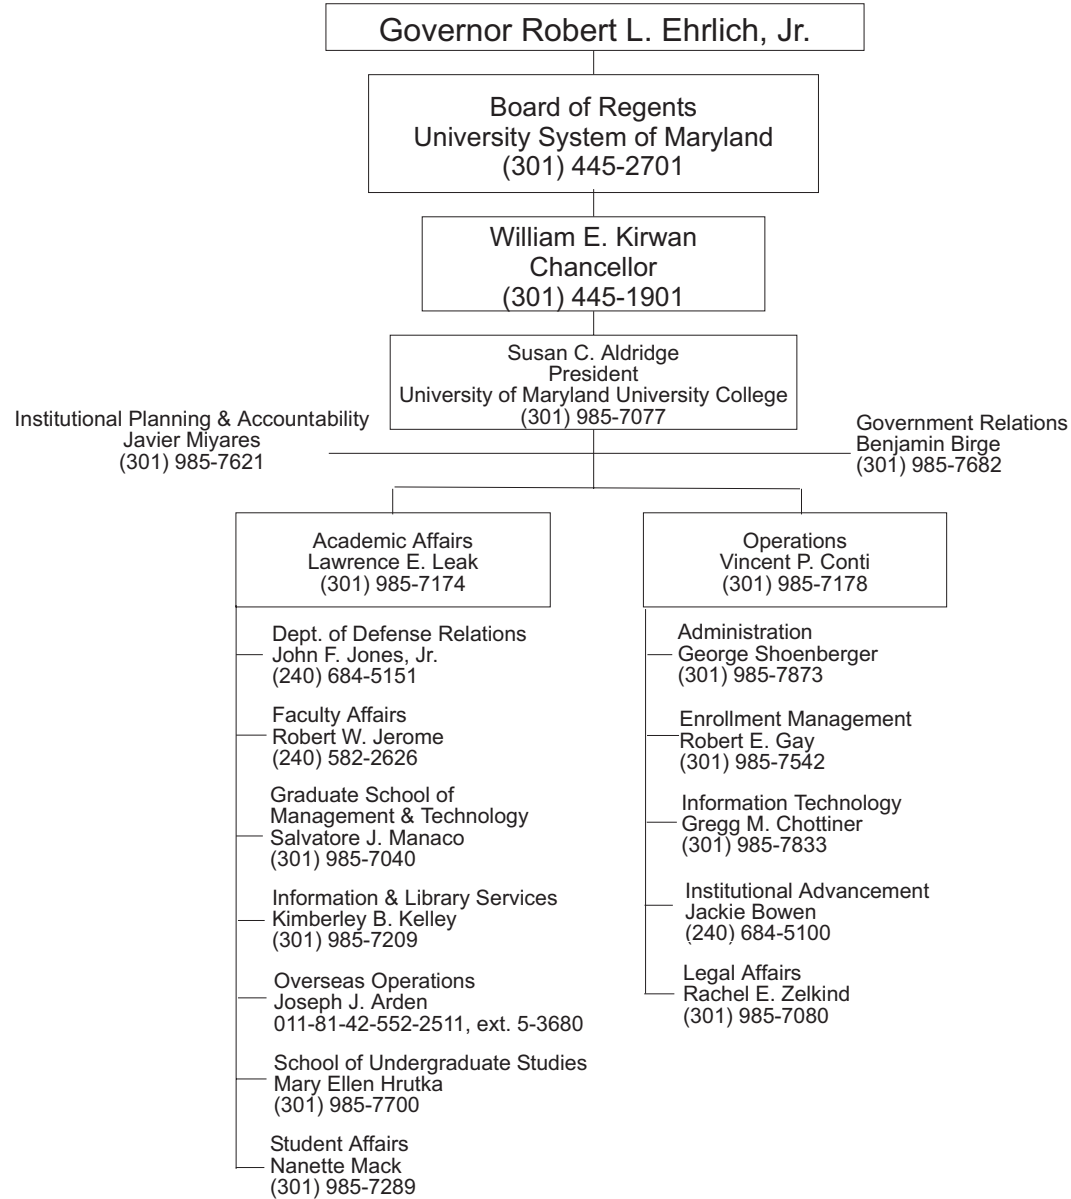 Governor Robert L. Ehrlich, Jr.
Board of Regents
University System of Maryland
(301) 445-2701
William E. Kirwan
Chancellor
(301) 445-1901
Susan C. Aldridge
President
University of Maryland University College
(301) 985-7077
Institutional Planning & Accountability
Javier Miyares
(301) 985-7621
Government Relations
Benjamin Birge
(301) 985-7682
Academic Affairs
Lawrence E. Leak
(301) 985-7174
Dept. of Defense Relations
John F. Jones, Jr.
(240) 684-5151
Faculty Affairs
Robert W. Jerome
(240) 582-2626
Graduate School of
Management & Technology
Salvatore J. Manaco
(301) 985-7040
Information & Library Services
Kimberley B. Kelley
(301) 985-7209
Overseas Operations
Joseph J. Arden
011-81-42-552-2511, ext. 5-3680
School of Undergraduate Studies
Mary Ellen Hrutka
(301) 985-7700
Student Affairs
Nanette Mack
(301) 985-7289
Operations
Vincent P. Conti
(301) 985-7178
Administration
George Shoenberger
(301) 985-7873
Enrollment Management
Robert E. Gay
(301) 985-7542
Information Technology
Gregg M. Chottiner
(301) 985-7833
Institutional Advancement
Jackie Bowen
(240) 684-5100
Legal Affairs
Rachel E. Zelkind
(301) 985-7080